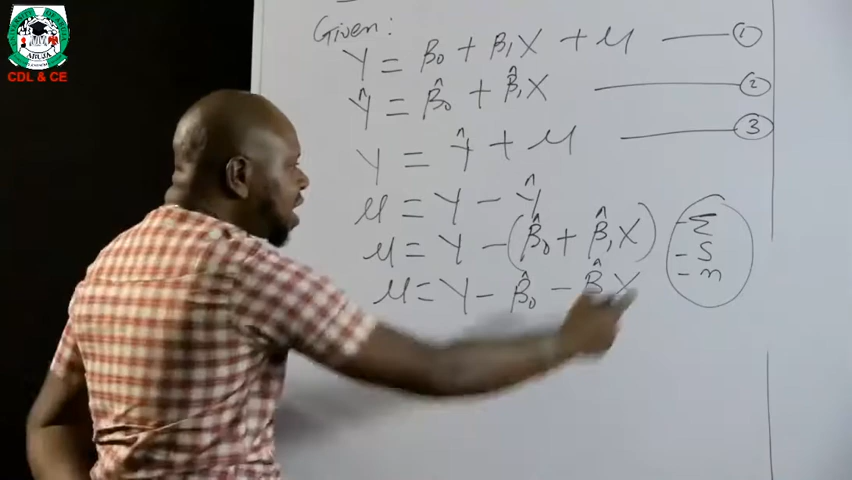 CDL & CE
Given:
Y = β₀ + β₁X + μ ——— ①
Ŷ = β̂₀ + β̂₁X ——— ②
Y = Ŷ + μ ——— ③
μ = Y - Ŷ
μ = Y - (β̂₀ + β̂₁X)
μ = Y - β̂₀ - β̂ X
- Σ
- S
- n